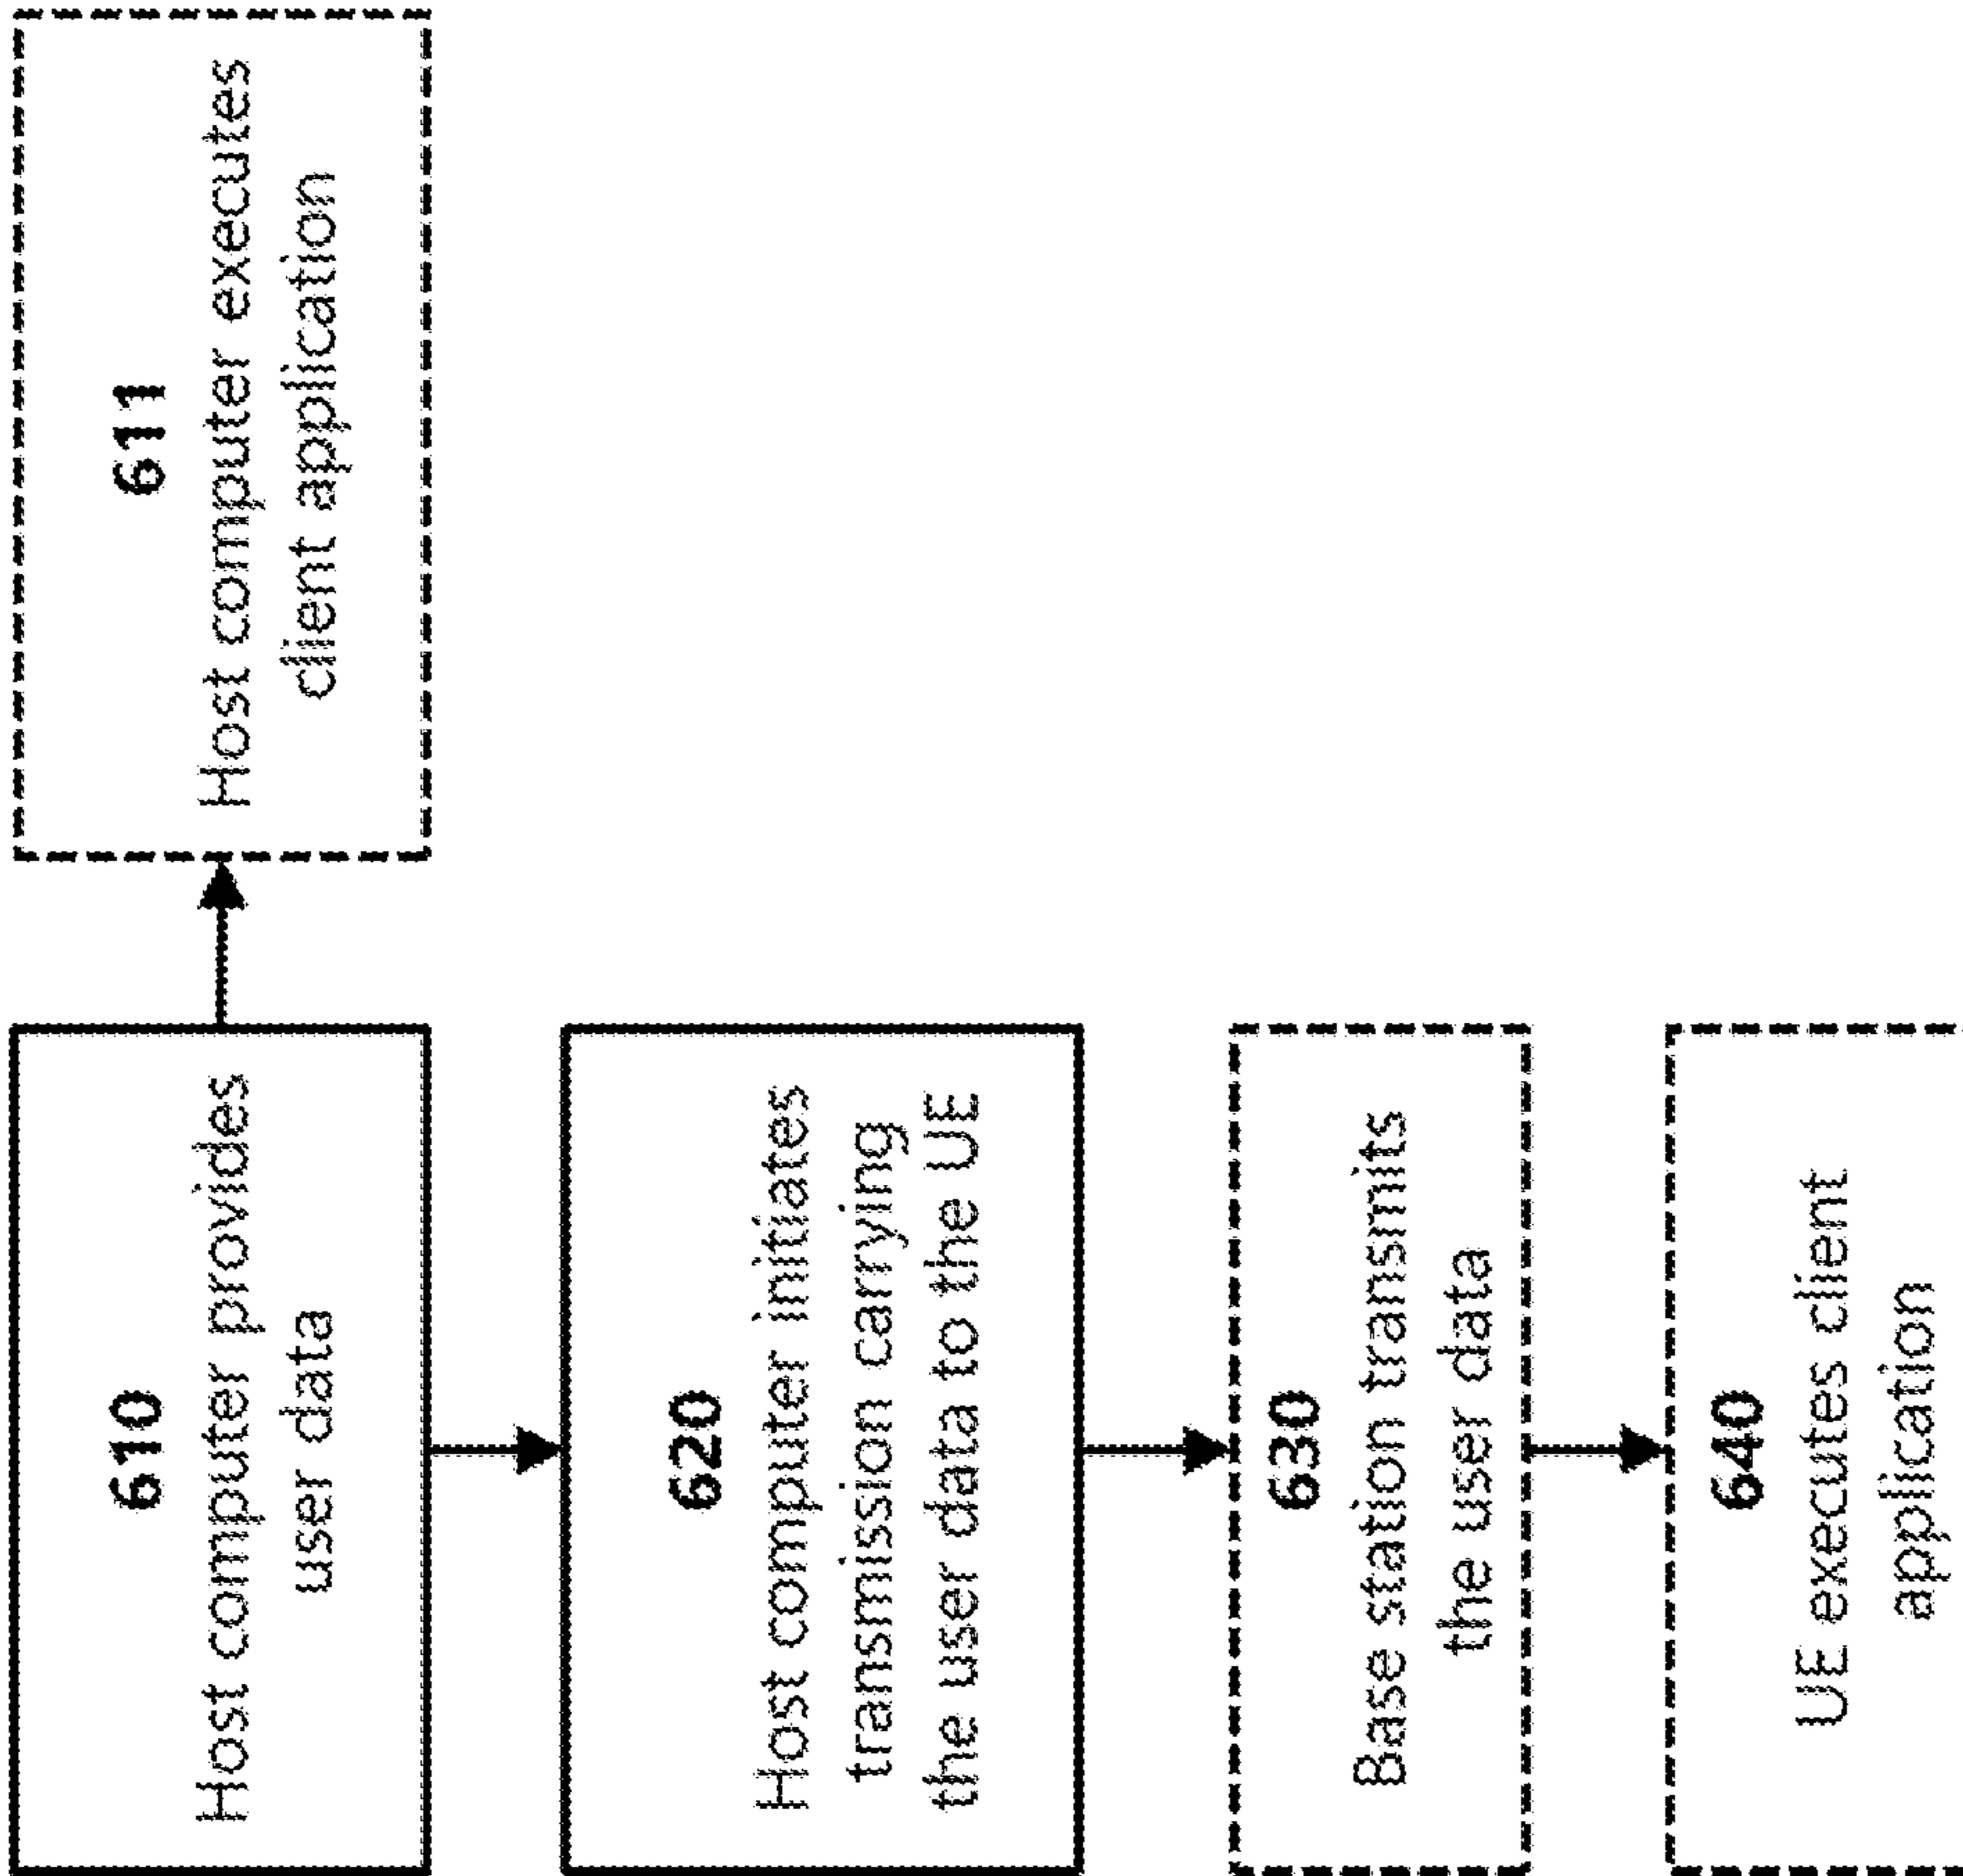 610
Host computer provides
user data
611
Host computer executes
client application
620
Host computer initiates
transmission carrying
the user data to the UE
630
Base station transmits
the user data
640
UE executes client
application